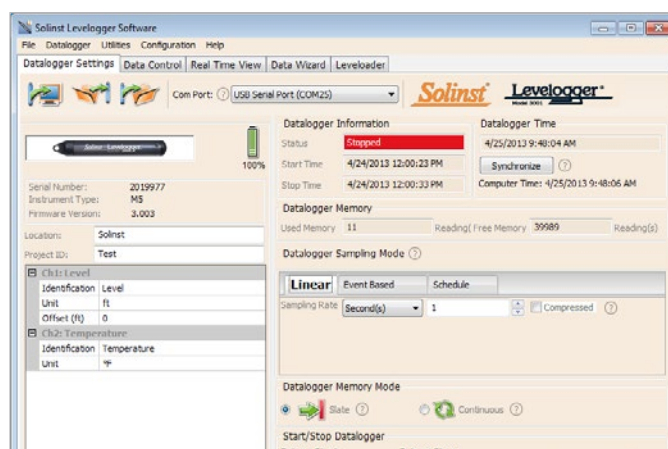 Solinst Levelogger Software
File Datalogger Utilities Configuration Help
Datalogger Settings Data Control Real Time View Data Wizard Leveloader
Com Port: ? USB Serial Port (COM25) Solinst Levelogger
Model 3001
Datalogger Information Datalogger Time
Status Stopped 4/25/2013 9:48:04 AM
100% Start Time 4/24/2013 12:00:23 PM Synchronize ?
Serial Number: 2019977 Stop Time 4/24/2013 12:00:33 PM Computer Time: 4/25/2013 9:48:06 AM
Instrument Type: M5
Firmware Version: 3.003 Datalogger Memory
Used Memory 11 Reading( Free Memory 39989 Reading(s)
Location: Solinst
Project ID: Test Datalogger Sampling Mode ?
Ch1: Level
Identification Level Linear Event Based Schedule
Unit ft Sampling Rate Second(s) 1 Compressed ?
Offset (ft) 0
Ch2: Temperature
Identification Temperature
Unit °F
Datalogger Memory Mode
Slate ? Continuous ?
Start/Stop Datalogger